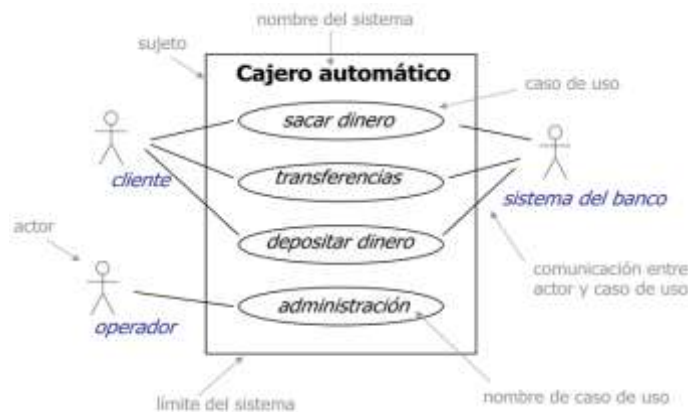 nombre del sistema
sujeto
Cajero automático
caso de uso
sacar dinero
cliente
transferencias
sistema del banco
actor
depositar dinero
comunicación entre
actor y caso de uso
operador
administración
límite del sistema
nombre de caso de uso